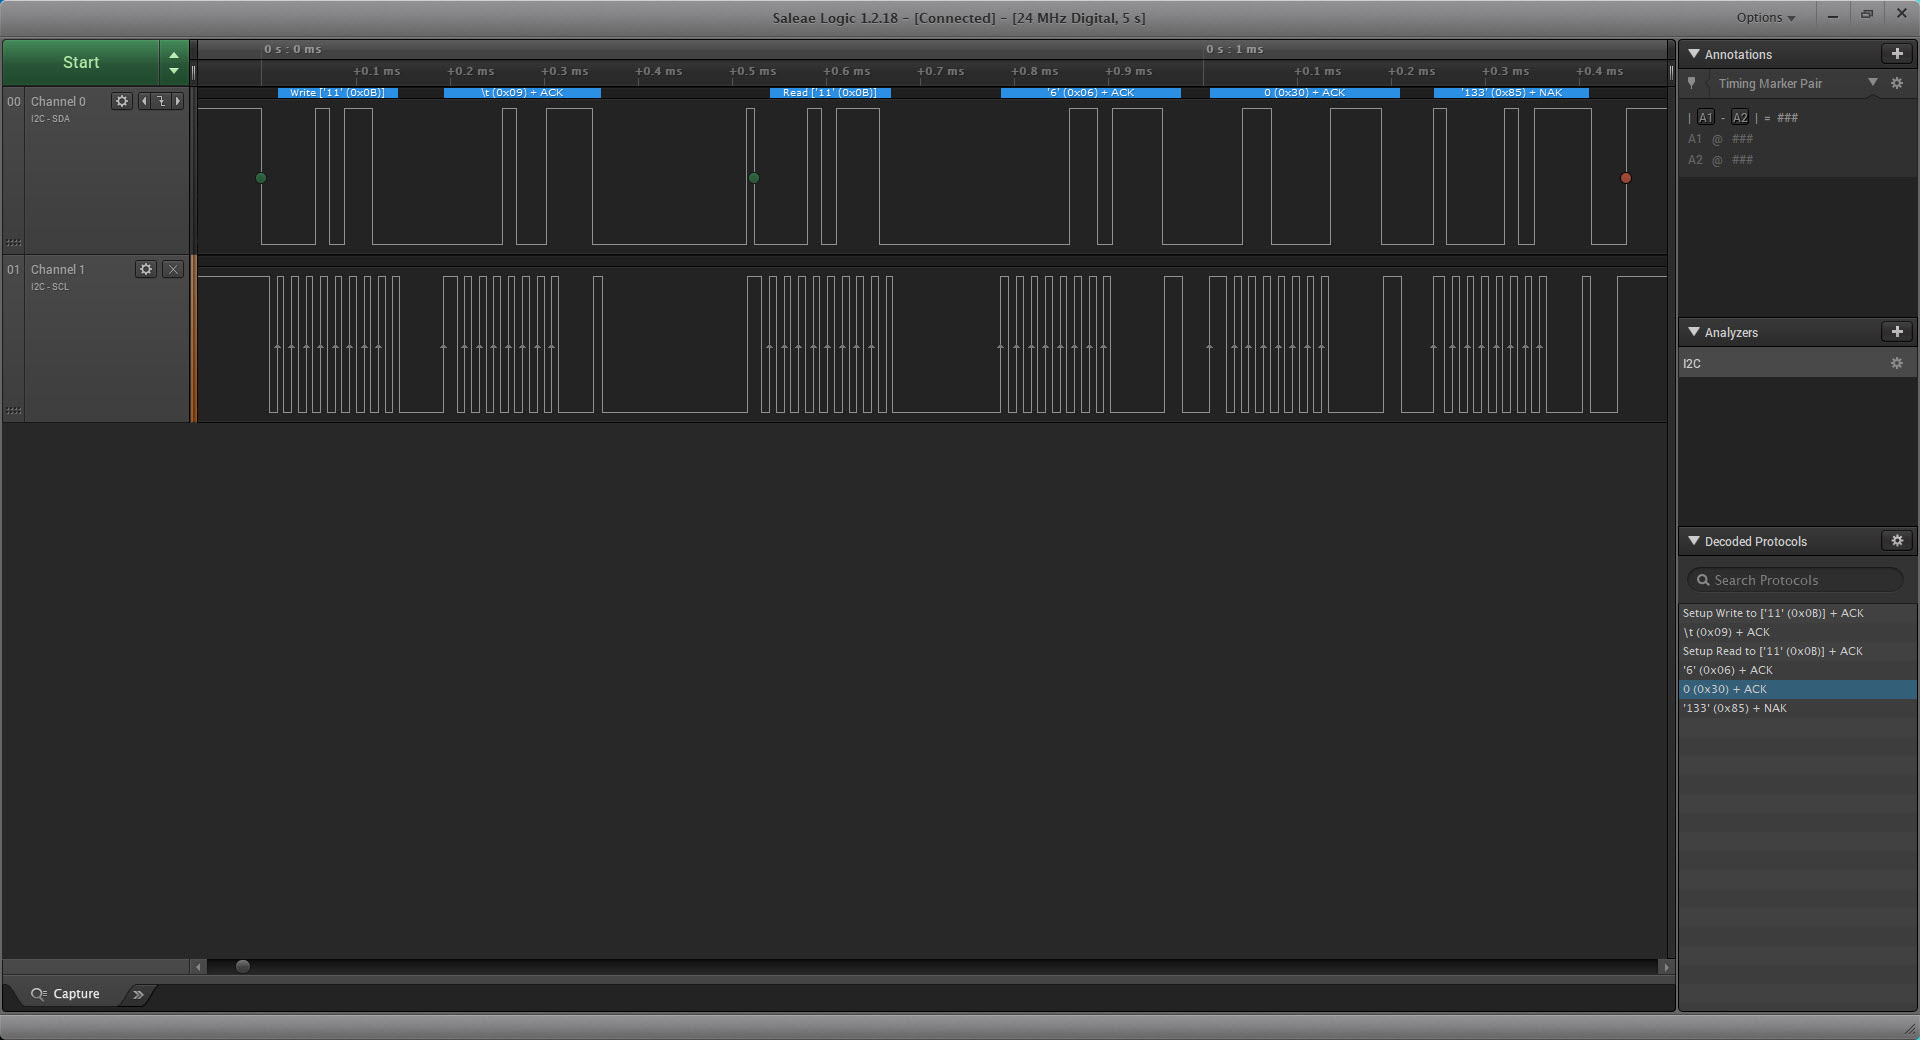 Saleae Logic 1.2.18 - [Connected] - [24 MHz Digital, 5 s]
Options
Start
0 s : 0 ms
0 s : 1 ms
+0.1 ms
+0.2 ms
+0.3 ms
+0.4 ms
+0.5 ms
+0.6 ms
+0.7 ms
+0.8 ms
+0.9 ms
+0.1 ms
+0.2 ms
+0.3 ms
+0.4 ms
00
Channel 0
I2C - SDA
Write ['11' (0x0B)]
\t (0x09) + ACK
Read ['11' (0x0B)]
'6' (0x06) + ACK
0 (0x30) + ACK
'133' (0x85) + NAK
01
Channel 1
I2C - SCL
Annotations
Timing Marker Pair
| A1 - A2 | = ###
A1 @ ###
A2 @ ###
Analyzers
I2C
Decoded Protocols
Search Protocols
Setup Write to ['11' (0x0B)] + ACK
\t (0x09) + ACK
Setup Read to ['11' (0x0B)] + ACK
'6' (0x06) + ACK
0 (0x30) + ACK
'133' (0x85) + NAK
Capture